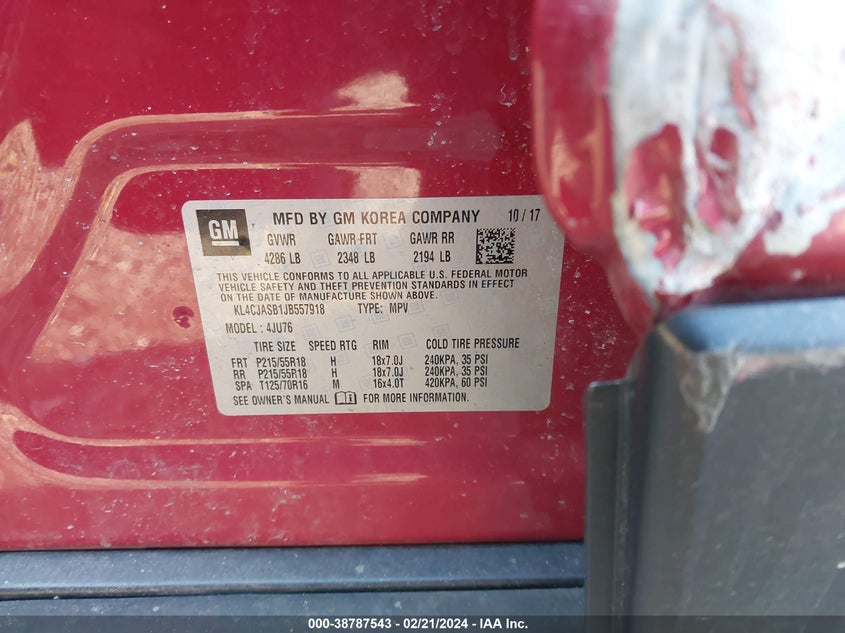 GM
MFD BY GM KOREA COMPANY 10/17
GVWR GAWR-FRT GAWR RR
4286 LB 2348 LB 2194 LB
THIS VEHICLE CONFORMS TO ALL APPLICABLE U.S. FEDERAL MOTOR
VEHICLE SAFETY AND THEFT PREVENTION STANDARDS IN EFFECT
ON THE DATE OF MANUFACTURE SHOWN ABOVE.
KL4CJASB1JB557918 TYPE: MPV
MODEL: 4JU76
TIRE SIZE SPEED RTG RIM COLD TIRE PRESSURE
FRT P215/55R18 H 18x7.0J 240KPA, 35 PSI
RR P215/55R18 H 18x7.0J 240KPA, 35 PSI
SPA T125/70R16 M 16x4.0T 420KPA, 60 PSI
SEE OWNER'S MANUAL FOR MORE INFORMATION.
000-38787543 - 02/21/2024 - IAA Inc.